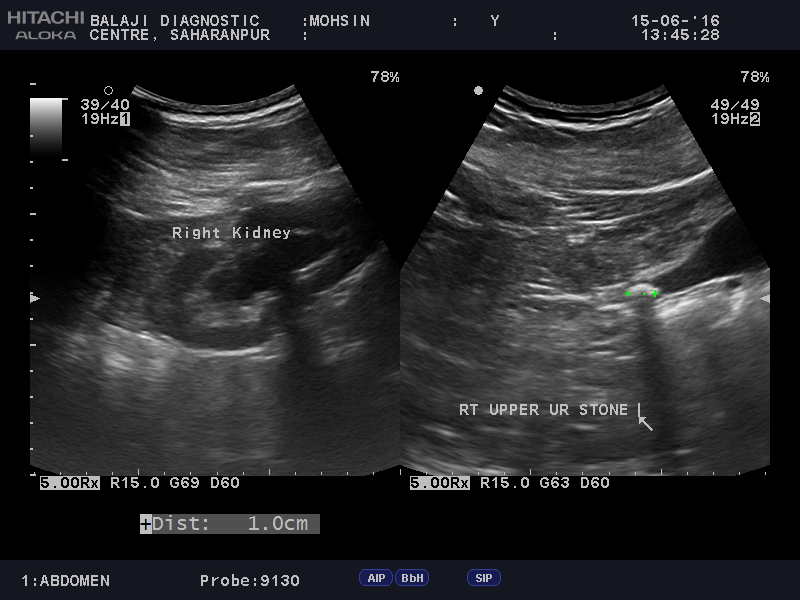 HITACHI
ALOKA
BALAJI DIAGNOSTIC :MOHSIN : Y 15-06-'16
CENTRE, SAHARANPUR : : 13:45:28
78%
39/40
19Hz1
78%
49/49
19Hz2
Right Kidney
RT UPPER UR STONE
5.00Rx R15.0 G69 D60
5.00Rx R15.0 G63 D60
+Dist: 1.0cm
1:ABDOMEN Probe:9130 AIP BbH SIP